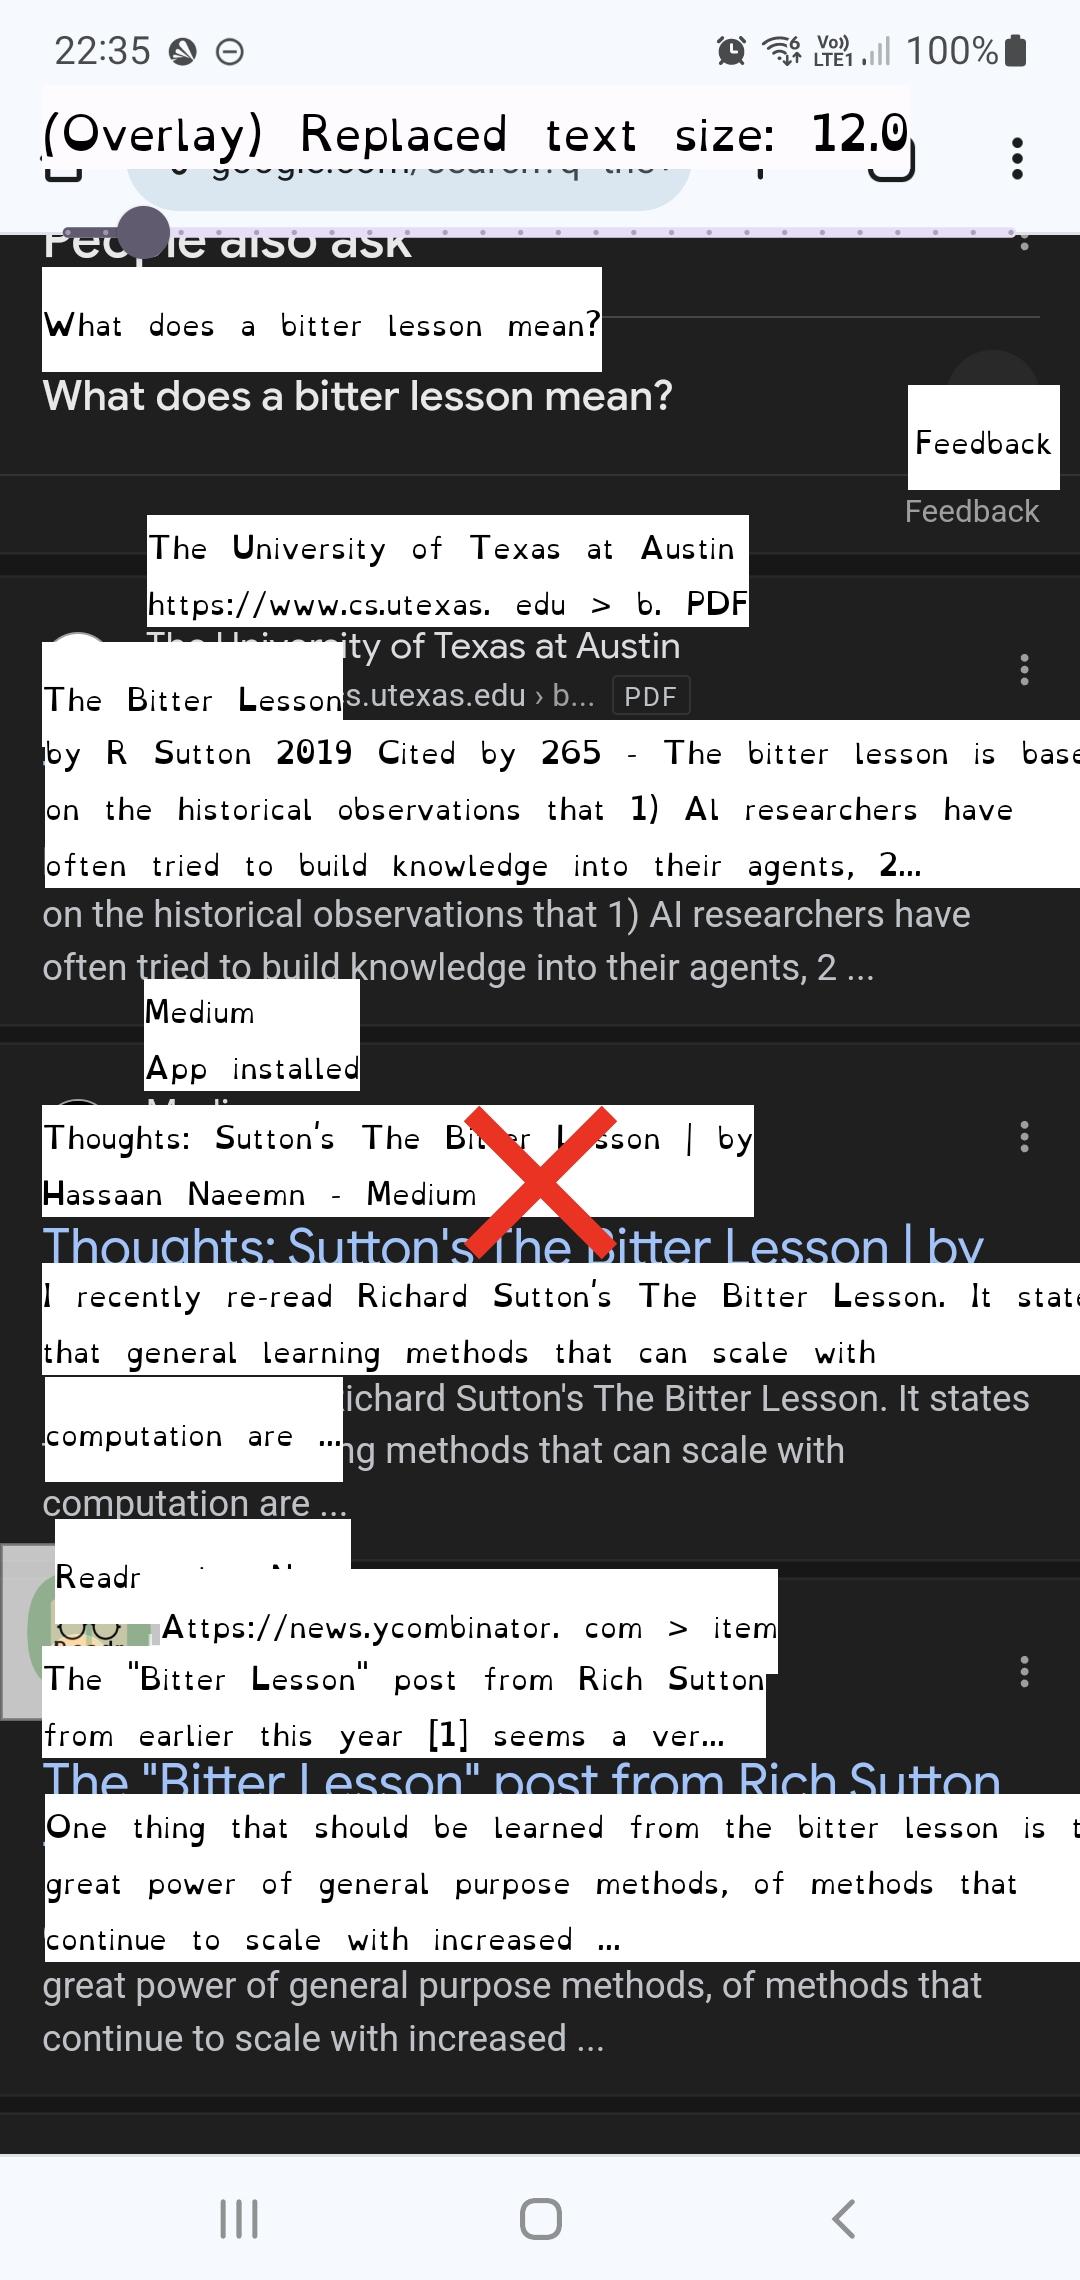 22:35
Vo))
LTE1
6
100%
(Overlay) Replaced text size: 12.0
People also ask
What does a bitter lesson mean?
What does a bitter lesson mean?
Feedback
Feedback
The University of Texas at Austin
https://www.cs.utexas. edu > b. PDF
The University of Texas at Austin
The Bitter Lesson
s.utexas.edu › b... PDF
by R Sutton 2019 Cited by 265 - The bitter lesson is base
on the historical observations that 1) Al researchers have
often tried to build knowledge into their agents, 2...
on the historical observations that 1) AI researchers have
often tried to build knowledge into their agents, 2 ...
Medium
App installed
Thoughts: Sutton's The Bitter Lesson | by
Hassaan Naeemn - Medium
Thoughts: Sutton's The Bitter Lesson | by
I recently re-read Richard Sutton's The Bitter Lesson. It state
that general learning methods that can scale with
Richard Sutton's The Bitter Lesson. It states
computation are ...
ng methods that can scale with
computation are ...
Readr
Attps://news.ycombinator. com > item
The "Bitter Lesson" post from Rich Sutton
from earlier this year [1] seems a ver...
The "Bitter Lesson" post from Rich Sutton
One thing that should be learned from the bitter lesson is t
great power of general purpose methods, of methods that
continue to scale with increased ...
great power of general purpose methods, of methods that
continue to scale with increased ...